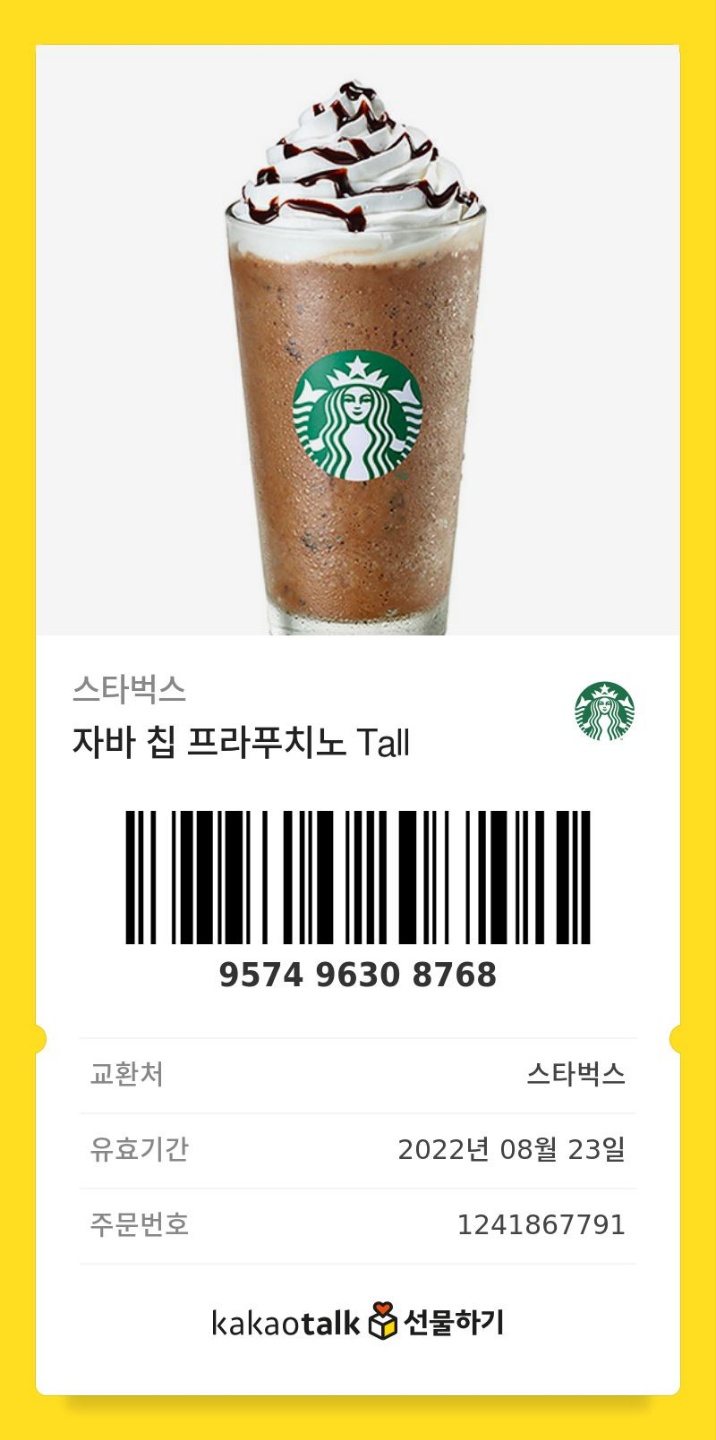 스타벅스
자바 칩 프라푸치노 Tall
9574 9630 8768
교환처 스타벅스
유효기간 2022년 08월 23일
주문번호 1241867791
kakaotalk 선물하기